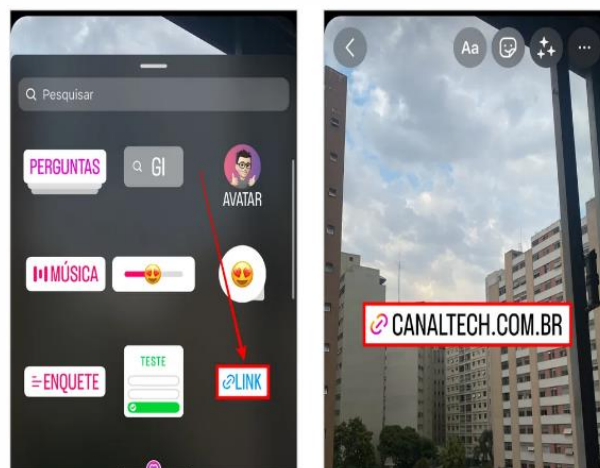 Pesquisar
PERGUNTAS
GI
AVATAR
MÚSICA
ENQUETE
TESTE
LINK
Aa
CANALTECH.COM.BR